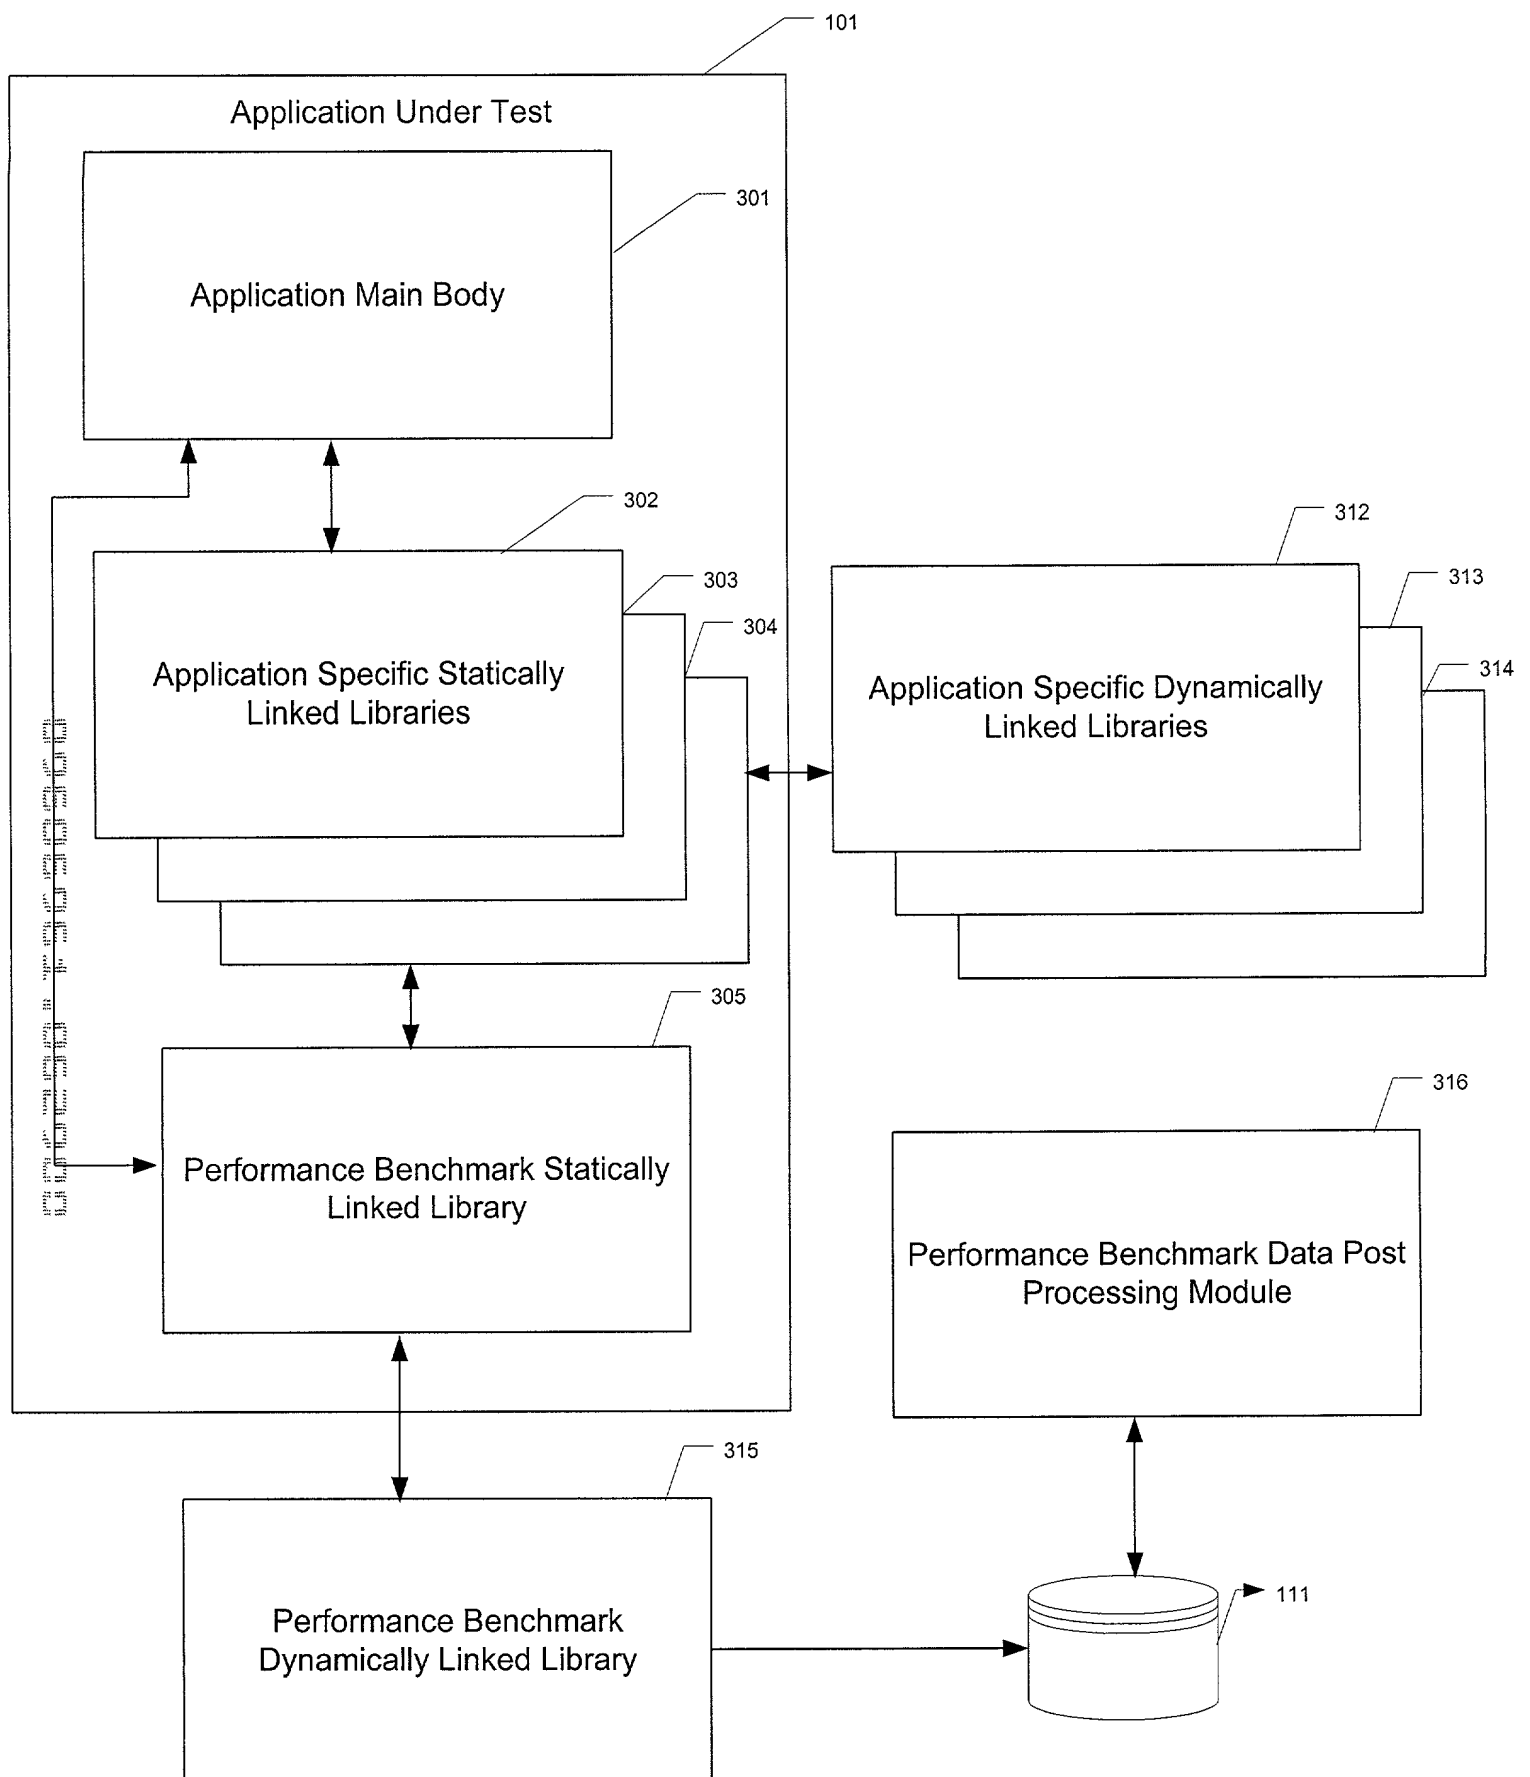 101
Application Under Test
301
Application Main Body
302
303
304
Application Specific Statically
Linked Libraries
312
313
314
Application Specific Dynamically
Linked Libraries
305
Performance Benchmark Statically
Linked Library
316
Performance Benchmark Data Post
Processing Module
315
Performance Benchmark
Dynamically Linked Library
111